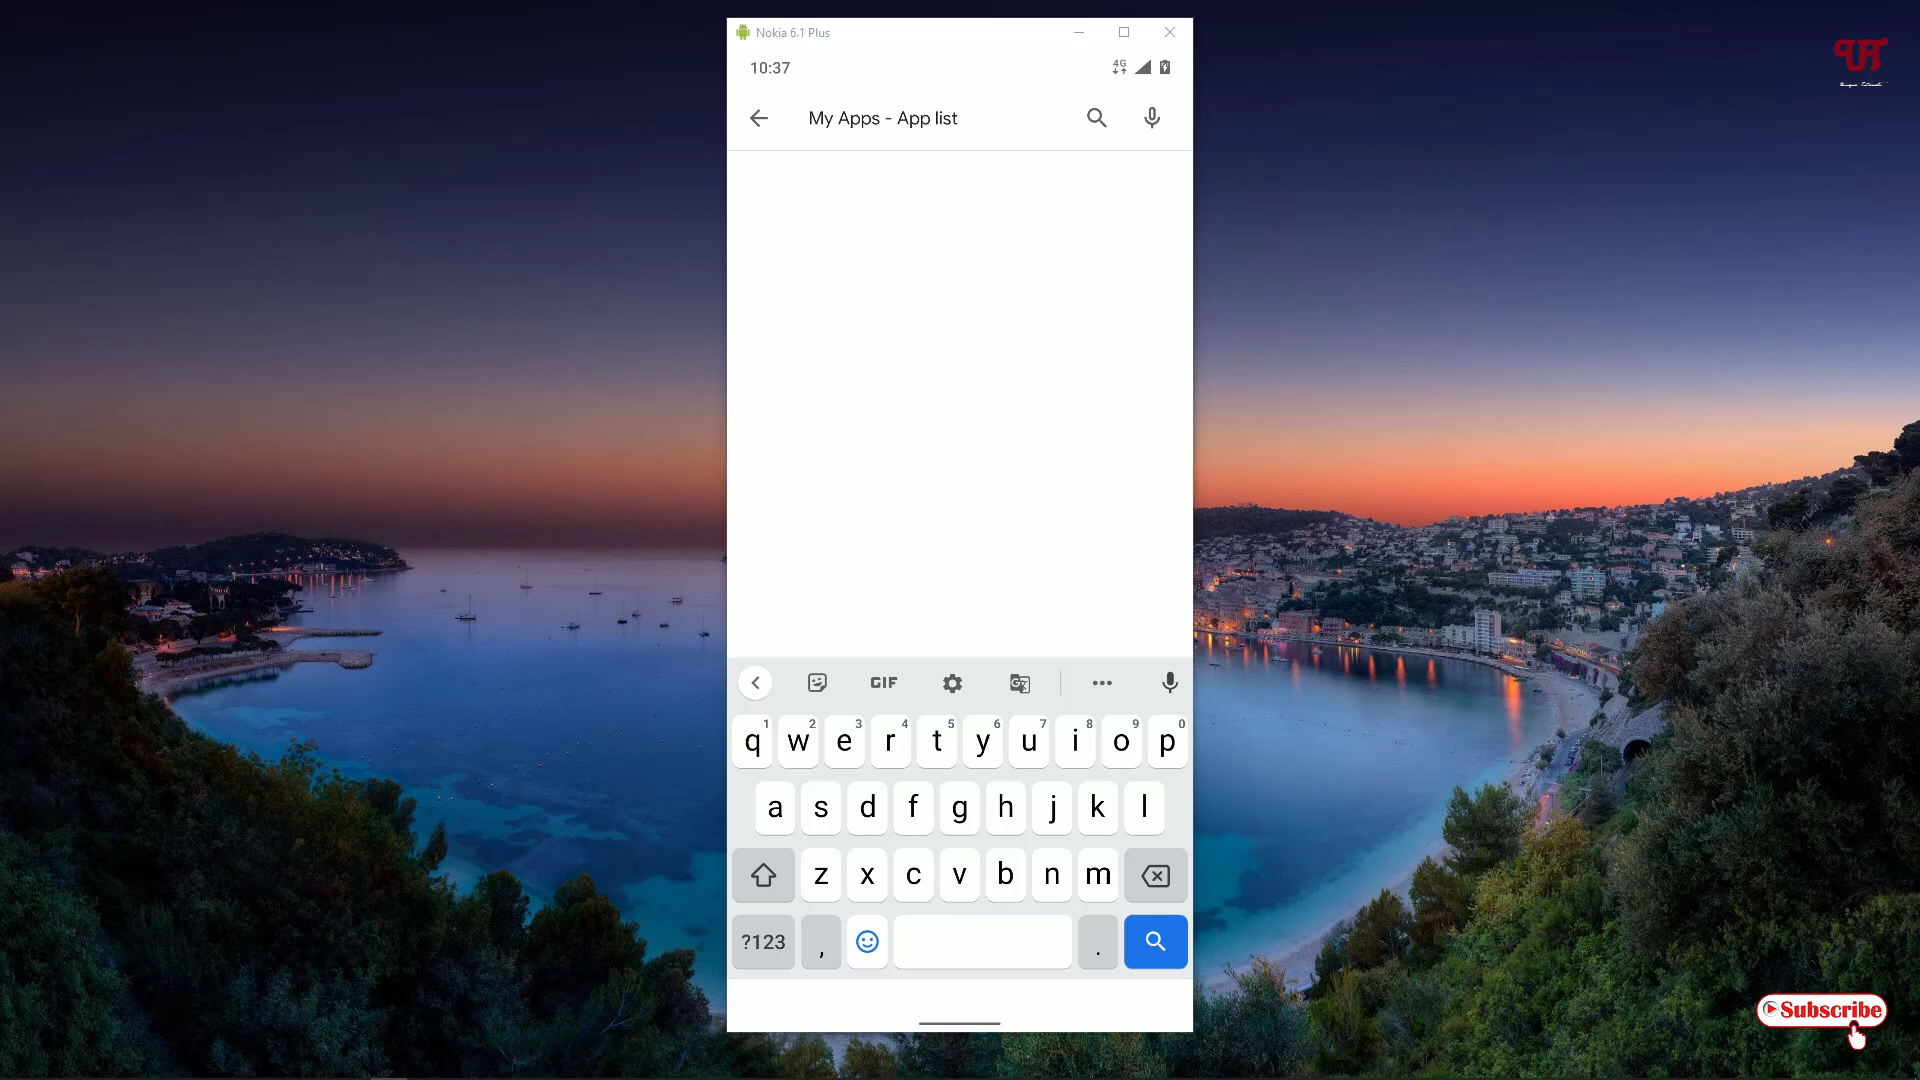 Nokia 6.1 Plus
10:37
4G
My Apps - App list
GIF
1 2 3 4 5 6 7 8 9 0
q w e r t y u i o p
a s d f g h j k l
z x c v b n m
?123 , .
UT
Subscribe